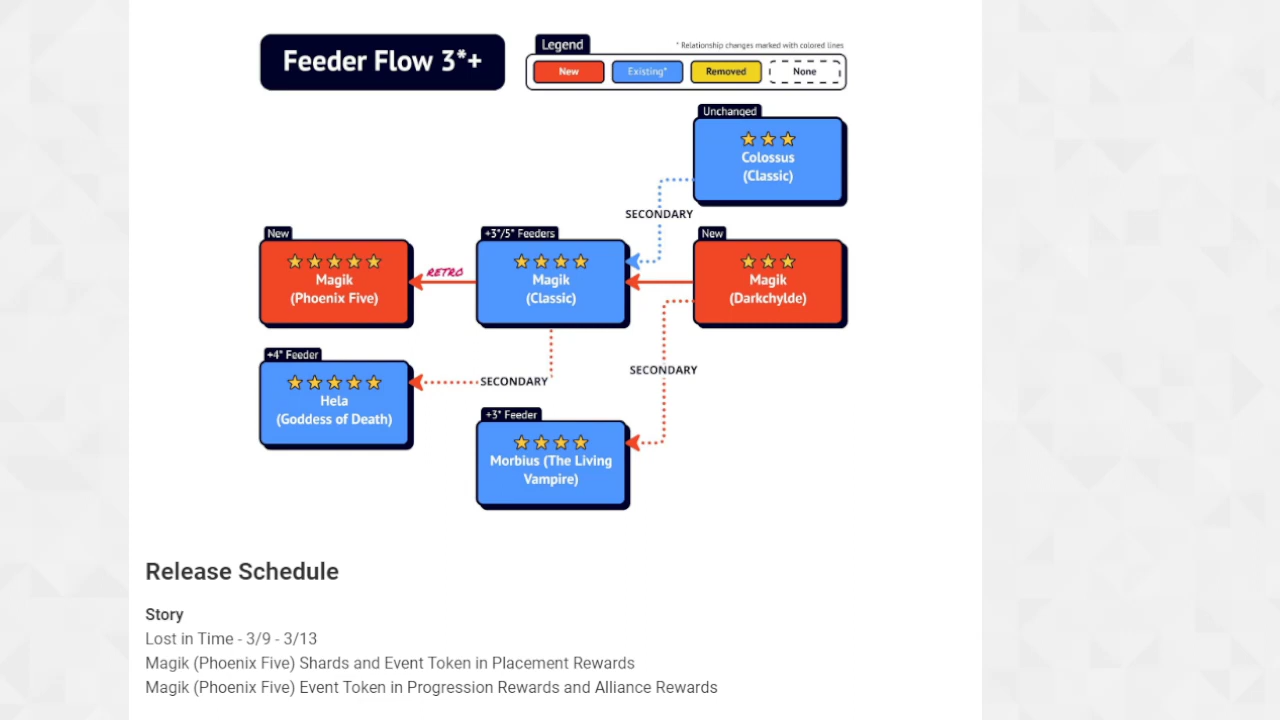 Feeder Flow 3*+
Legend
* Relationship changes marked with colored lines
New
Existing*
Removed
None
Unchanged
Colossus
(Classic)
SECONDARY
New
Magik
(Phoenix Five)
RETRO
+3*/5* Feeders
Magik
(Classic)
New
Magik
(Darkchylde)
+4* Feeder
Hela
(Goddess of Death)
SECONDARY
SECONDARY
+3* Feeder
Morbius (The Living
Vampire)
Release Schedule
Story
Lost in Time - 3/9 - 3/13
Magik (Phoenix Five) Shards and Event Token in Placement Rewards
Magik (Phoenix Five) Event Token in Progression Rewards and Alliance Rewards